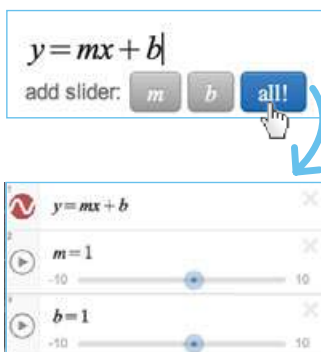 y=mx+b
add slider: m b all!
1
y=mx+b
2
m=1
-10 10
3
b=1
-10 10